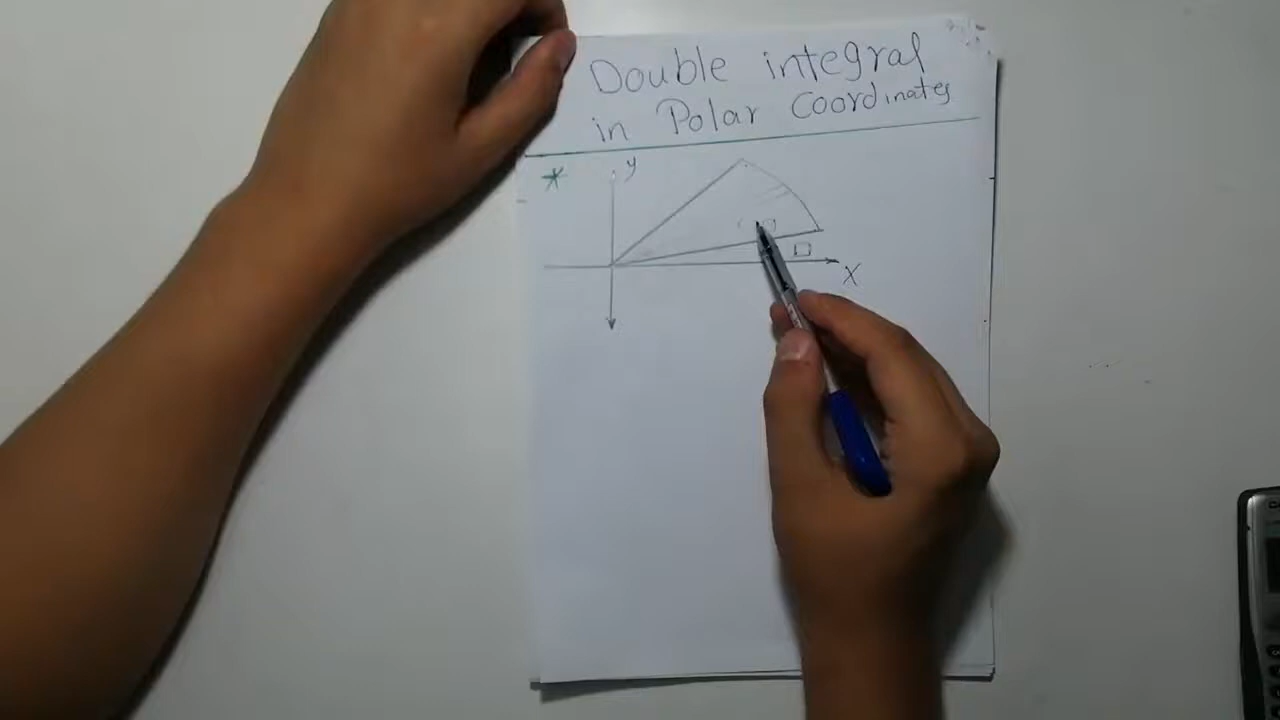 Double integral
in Polar Coordinates
* y
x